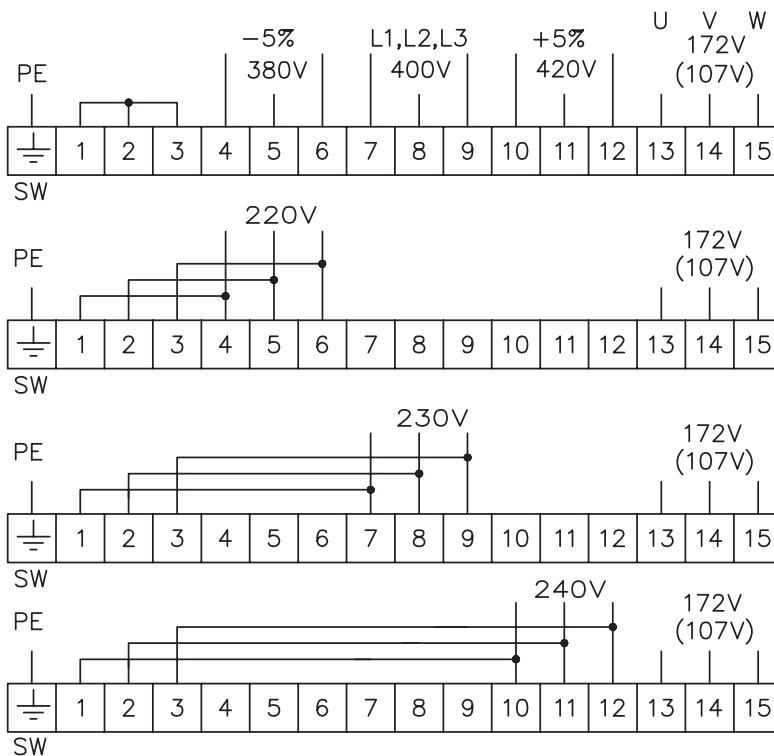 U V W
-5% L1,L2,L3 +5% 172V
PE 380V 400V 420V (107V)
1 2 3 4 5 6 7 8 9 10 11 12 13 14 15
SW
220V
PE 172V
(107V)
1 2 3 4 5 6 7 8 9 10 11 12 13 14 15
SW
230V
PE 172V
(107V)
1 2 3 4 5 6 7 8 9 10 11 12 13 14 15
SW
240V
PE 172V
(107V)
1 2 3 4 5 6 7 8 9 10 11 12 13 14 15
SW